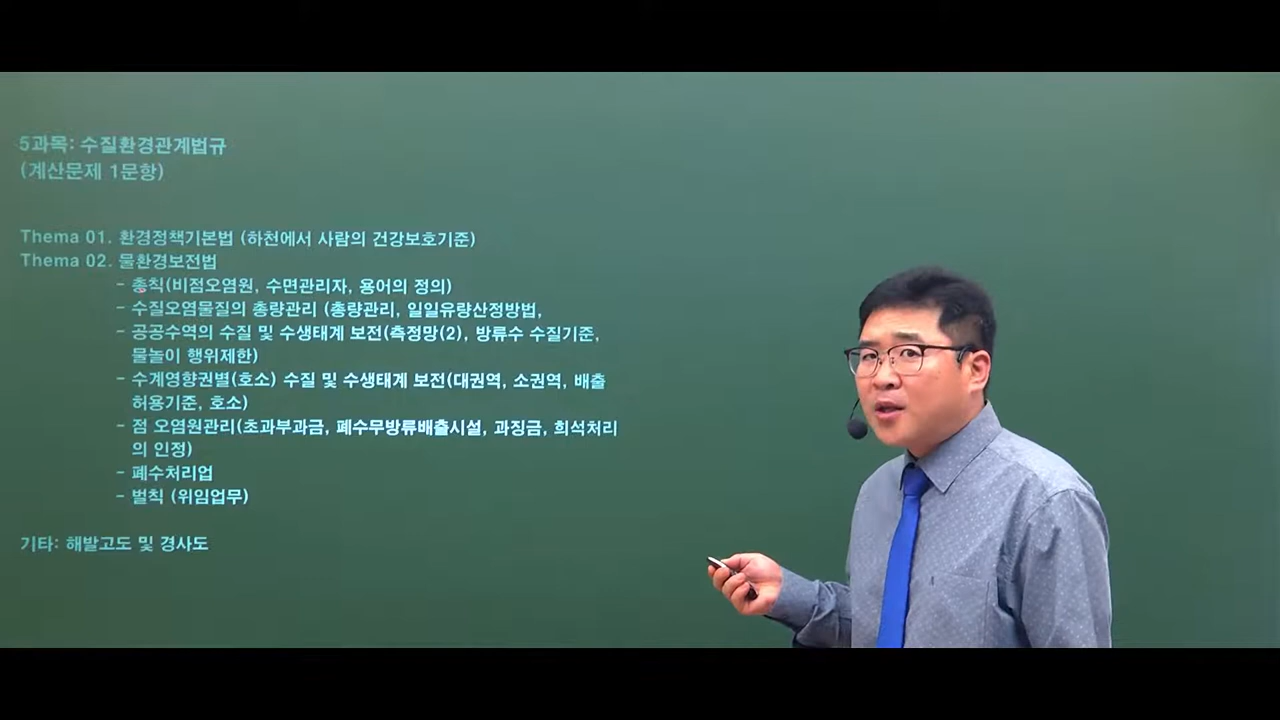 5과목: 수질환경관계법규
(계산문제 1문항)
Thema 01. 환경정책기본법 (하천에서 사람의 건강보호기준)
Thema 02. 물환경보전법
- 총칙(비점오염원, 수면관리자, 용어의 정의)
- 수질오염물질의 총량관리 (총량관리, 일일유량산정방법,
- 공공수역의 수질 및 수생태계 보전(측정망(2), 방류수 수질기준,
물놀이 행위제한)
- 수계영향권별(호소) 수질 및 수생태계 보전(대권역, 소권역, 배출
허용기준, 호소)
- 점 오염원관리(초과부과금, 폐수무방류배출시설, 과징금, 희석처리
의 인정)
- 폐수처리업
- 벌칙 (위임업무)
기타: 해발고도 및 경사도